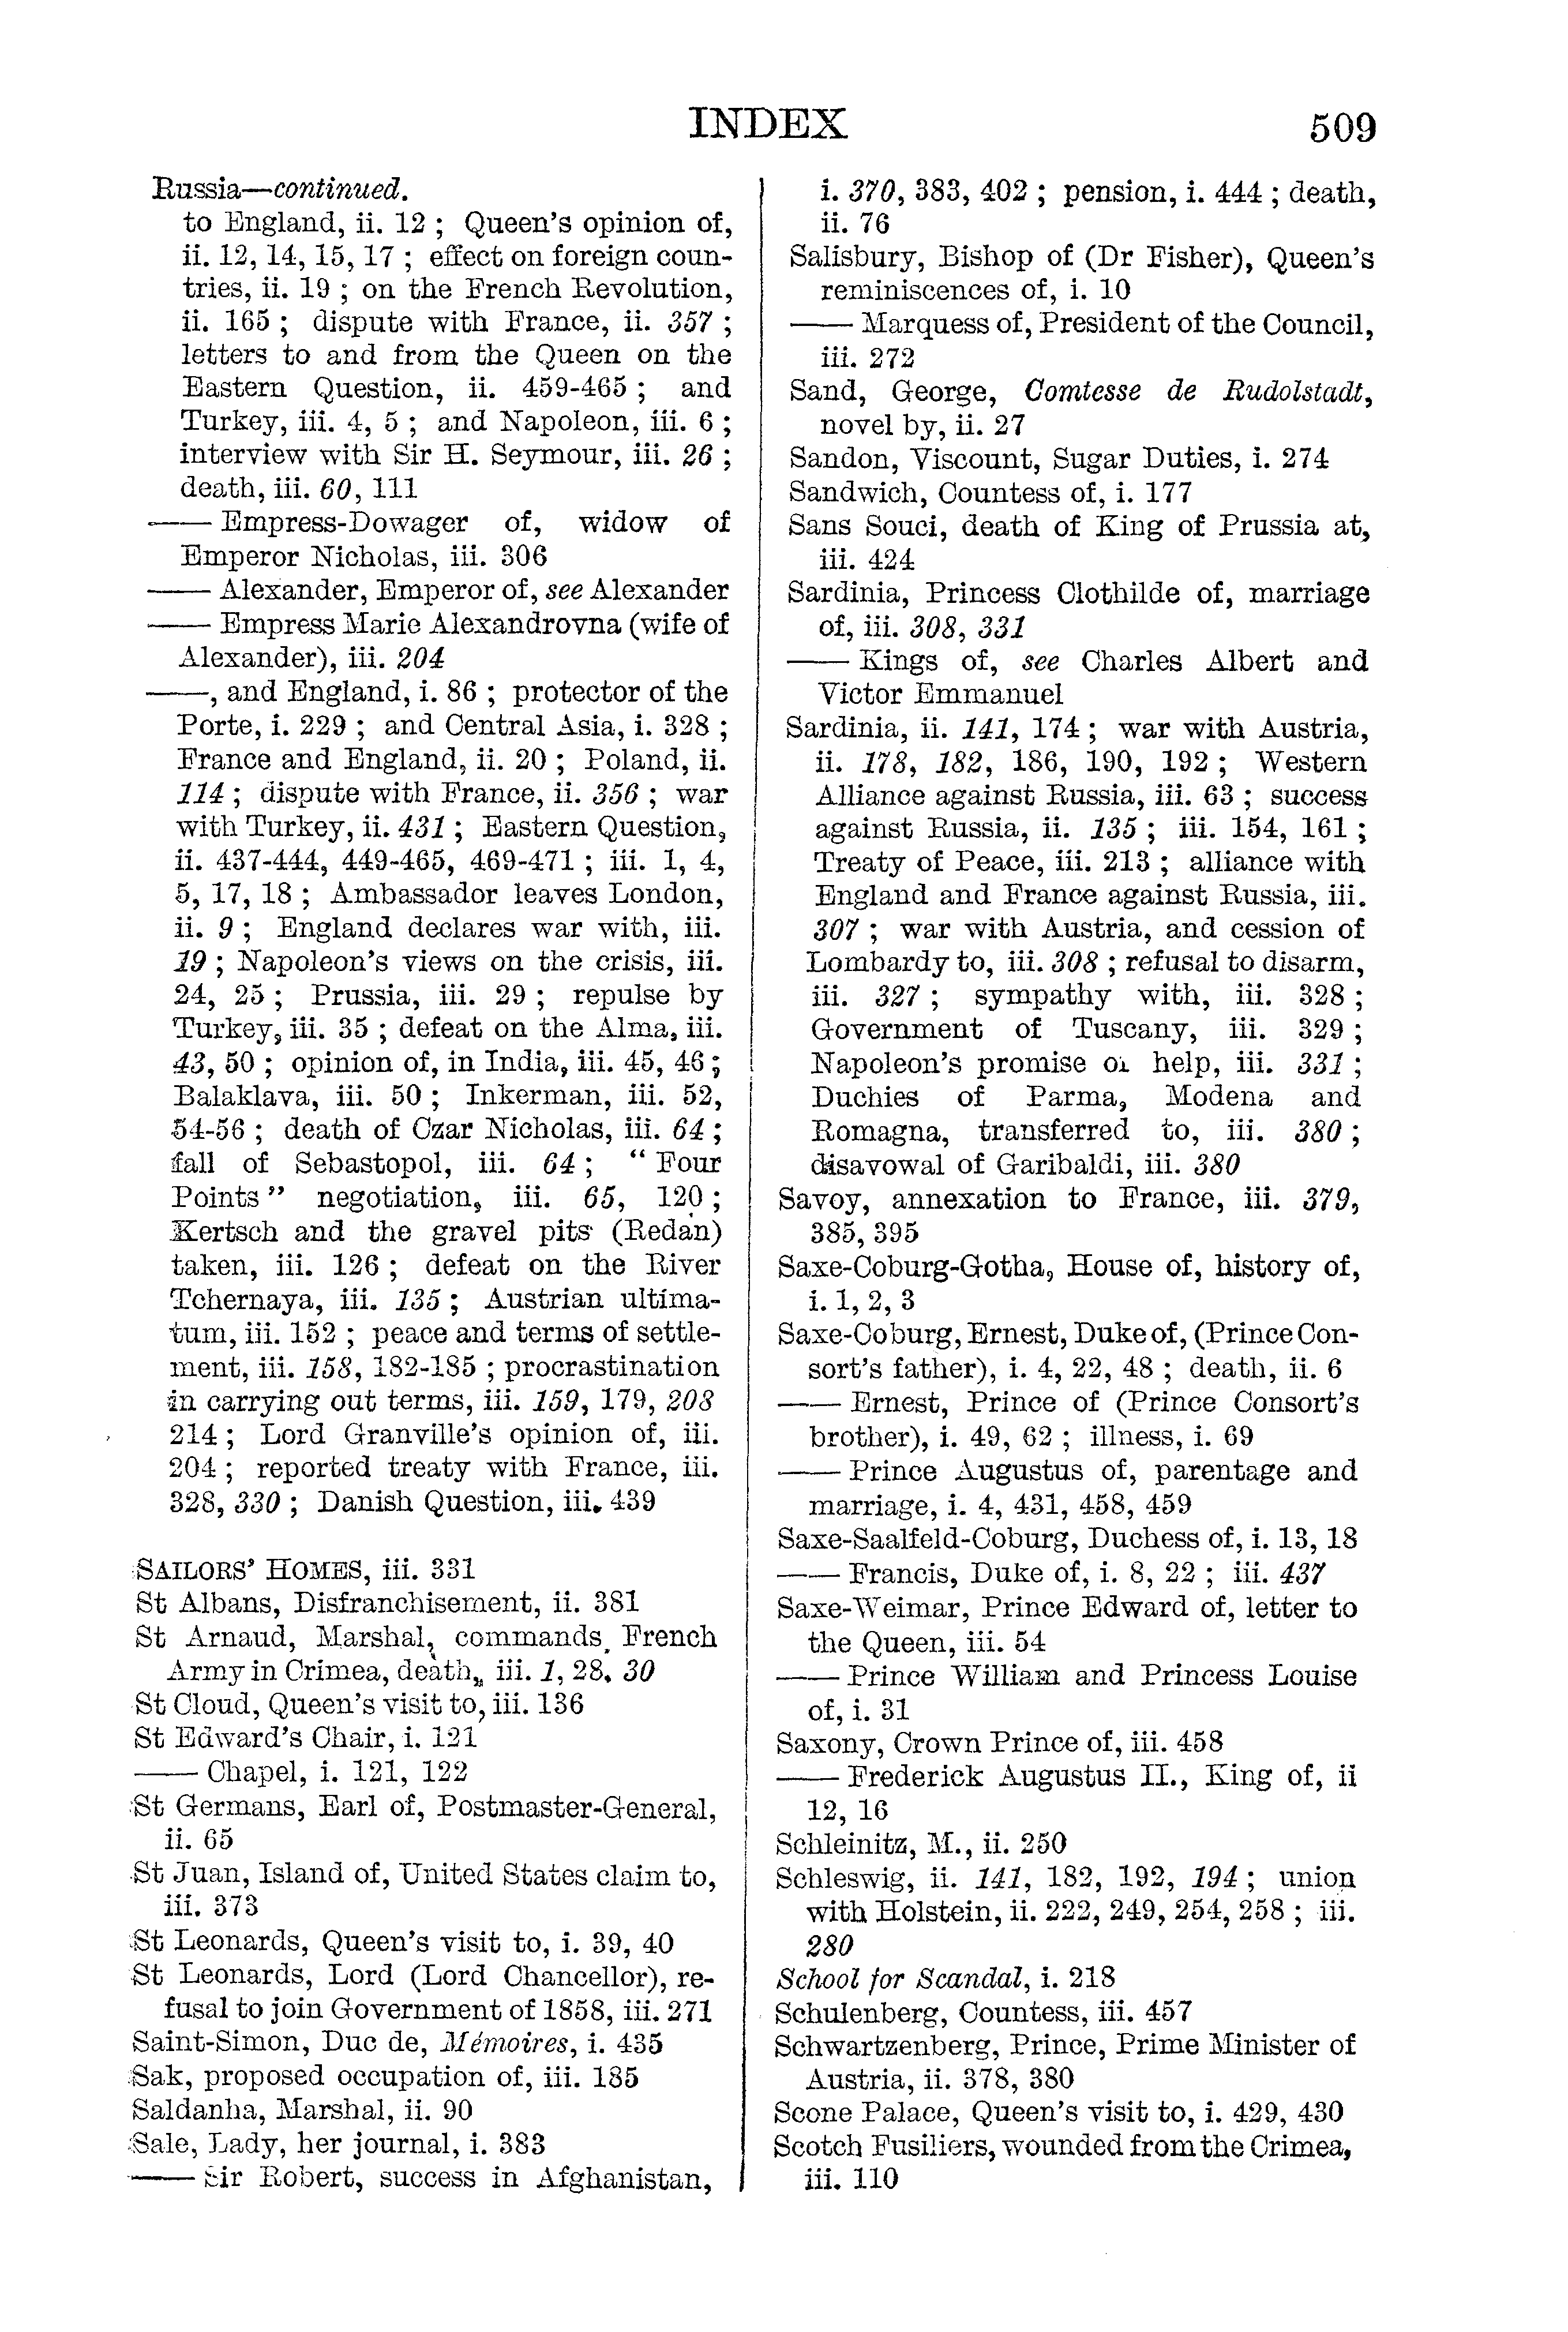 INDEX 509
Russia—continued.
to England, ii. 12 ; Queen's opinion of,
ii. 12, 14, 15, 17 ; effect on foreign coun-
tries, ii. 19 ; on the French Revolution,
ii. 165 ; dispute with France, ii. 357 ;
letters to and from the Queen on the
Eastern Question, ii. 459-465 ; and
Turkey, iii. 4, 5 ; and Napoleon, iii. 6 ;
interview with Sir H. Seymour, iii. 26 ;
death, iii. 60, 111
—— Empress-Dowager of, widow of
Emperor Nicholas, iii. 306
—— Alexander, Emperor of, see Alexander
—— Empress Marie Alexandrovna (wife of
Alexander), iii. 204
——, and England, i. 86 ; protector of the
Porte, i. 229 ; and Central Asia, i. 328 ;
France and England, ii. 20 ; Poland, ii.
114 ; dispute with France, ii. 356 ; war
with Turkey, ii. 431 ; Eastern Question,
ii. 437-444, 449-465, 469-471 ; iii. 1, 4,
5, 17, 18 ; Ambassador leaves London,
ii. 9 ; England declares war with, iii.
19 ; Napoleon's views on the crisis, iii.
24, 25 ; Prussia, iii. 29 ; repulse by
Turkey, iii. 35 ; defeat on the Alma, iii.
43, 50 ; opinion of, in India, iii. 45, 46 ;
Balaklava, iii. 50 ; Inkerman, iii. 52,
54-56 ; death of Czar Nicholas, iii. 64 ;
fall of Sebastopol, iii. 64 ; "Four
Points" negotiation, iii. 65, 120 ;
Kertsch and the gravel pits (Redan)
taken, iii. 126 ; defeat on the River
Tchernaya, iii. 135 ; Austrian ultima-
tum, iii. 152 ; peace and terms of settle-
ment, iii. 158, 182-185 ; procrastination
in carrying out terms, iii. 159, 179, 208
214 ; Lord Granville's opinion of, iii.
204 ; reported treaty with France, iii.
328, 330 ; Danish Question, iii. 439
SAILORS' HOMES, iii. 331
St Albans, Disfranchisement, ii. 381
St Arnaud, Marshal, commands French
Army in Crimea, death, iii. 1, 28, 30
St Cloud, Queen's visit to, iii. 136
St Edward's Chair, i. 121
—— Chapel, i. 121, 122
St Germans, Earl of, Postmaster-General,
ii. 65
St Juan, Island of, United States claim to,
iii. 373
St Leonards, Queen's visit to, i. 39, 40
St Leonards, Lord (Lord Chancellor), re-
fusal to join Government of 1858, iii. 271
Saint-Simon, Duc de, Mémoires, i. 435
Sak, proposed occupation of, iii. 185
Saldanha, Marshal, ii. 90
Sale, Lady, her journal, i. 383
—— Sir Robert, success in Afghanistan,
i. 370, 383, 402 ; pension, i. 444 ; death,
ii. 76
Salisbury, Bishop of (Dr Fisher), Queen's
reminiscences of, i. 10
—— Marquess of, President of the Council,
iii. 272
Sand, George, Comtesse de Rudolstadt,
novel by, ii. 27
Sandon, Viscount, Sugar Duties, i. 274
Sandwich, Countess of, i. 177
Sans Souci, death of King of Prussia at,
iii. 424
Sardinia, Princess Clothilde of, marriage
of, iii. 308, 331
—— Kings of, see Charles Albert and
Victor Emmanuel
Sardinia, ii. 141, 174 ; war with Austria,
ii. 178, 182, 186, 190, 192 ; Western
Alliance against Russia, iii. 63 ; success
against Russia, ii. 135 ; iii. 154, 161 ;
Treaty of Peace, iii. 213 ; alliance with
England and France against Russia, iii.
307 ; war with Austria, and cession of
Lombardy to, iii. 308 ; refusal to disarm,
iii. 327 ; sympathy with, iii. 328 ;
Government of Tuscany, iii. 329 ;
Napoleon's promise of help, iii. 331 ;
Duchies of Parma, Modena and
Romagna, transferred to, iii. 380 ;
disavowal of Garibaldi, iii. 380
Savoy, annexation to France, iii. 379,
385, 395
Saxe-Coburg-Gotha, House of, history of,
i. 1, 2, 3
Saxe-Coburg, Ernest, Duke of, (Prince Con-
sort's father), i. 4, 22, 48 ; death, ii. 6
—— Ernest, Prince of (Prince Consort's
brother), i. 49, 62 ; illness, i. 69
—— Prince Augustus of, parentage and
marriage, i. 4, 431, 458, 459
Saxe-Saalfeld-Coburg, Duchess of, i. 13, 18
—— Francis, Duke of, i. 8, 22 ; iii. 437
Saxe-Weimar, Prince Edward of, letter to
the Queen, iii. 54
—— Prince William and Princess Louise
of, i. 31
Saxony, Crown Prince of, iii. 458
—— Frederick Augustus II., King of, ii
12, 16
Schleinitz, M., ii. 250
Schleswig, ii. 141, 182, 192, 194 ; union
with Holstein, ii. 222, 249, 254, 258 ; iii.
280
School for Scandal, i. 218
Schulenberg, Countess, iii. 457
Schwartzenberg, Prince, Prime Minister of
Austria, ii. 378, 380
Scone Palace, Queen's visit to, i. 429, 430
Scotch Fusiliers, wounded from the Crimea,
iii. 110